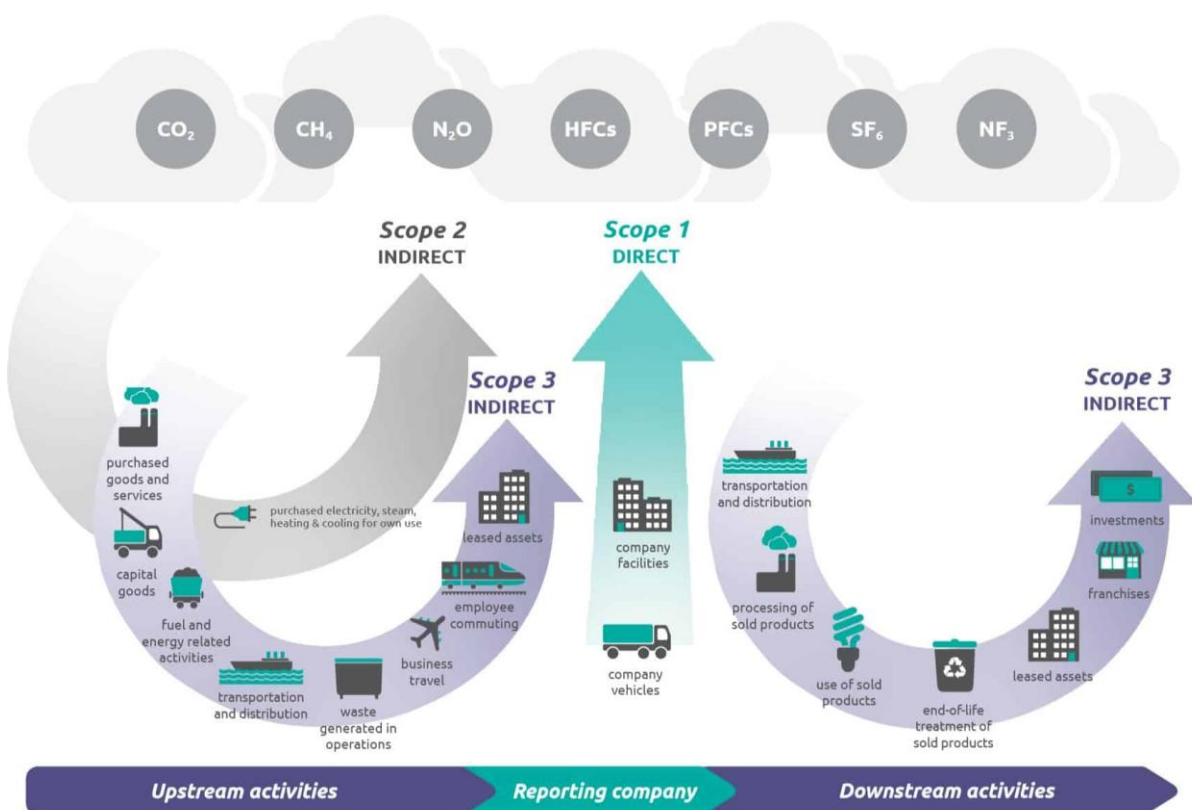 CO₂
CH₄
N₂O
HFCs
PFCs
SF₆
NF₃
Scope 2
INDIRECT
Scope 1
DIRECT
Scope 3
INDIRECT
Scope 3
INDIRECT
purchased
goods and
services
purchased electricity, steam,
heating & cooling for own use
capital
goods
fuel and
energy related
activities
transportation
and distribution
waste
generated in
operations
business
travel
employee
commuting
leased assets
company
facilities
company
vehicles
transportation
and distribution
processing of
sold products
use of sold
products
end-of-life
treatment of
sold products
leased assets
franchises
$
investments
Upstream activities
Reporting company
Downstream activities